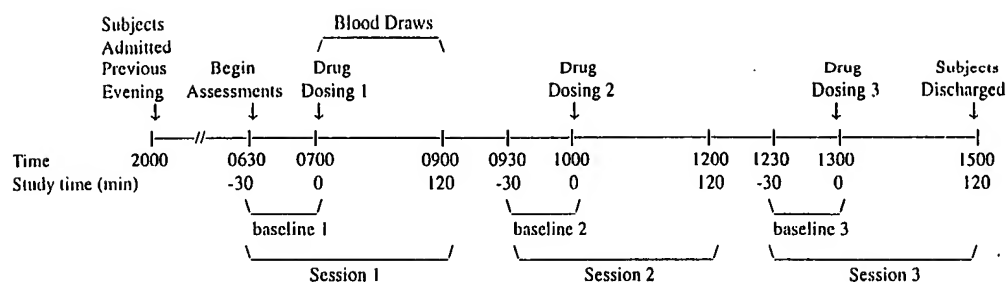 Subjects
Admitted
Previous
Evening
Begin
Assessments
Blood Draws
Drug
Dosing 1
Drug
Dosing 2
Drug
Dosing 3
Subjects
Discharged
Time 2000 0630 0700 0900 0930 1000 1200 1230 1300 1500
Study time (min) -30 0 120 -30 0 120 -30 0 120
baseline 1 baseline 2 baseline 3
Session 1 Session 2 Session 3